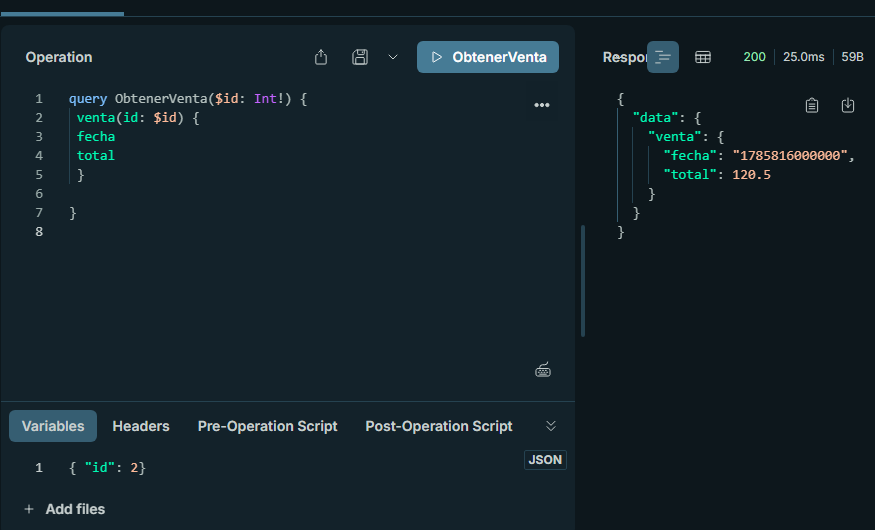 Operation
ObtenerVenta
1 query ObtenerVenta($id: Int!) {
2 venta(id: $id) {
3 fecha
4 total
5 }
6
7 }
8
Variables Headers Pre-Operation Script Post-Operation Script
1 { "id": 2}
JSON
+ Add files
Respo 200 25.0ms 59B
{
"data": {
"venta": {
"fecha": "1785816000000",
"total": 120.5
}
}
}